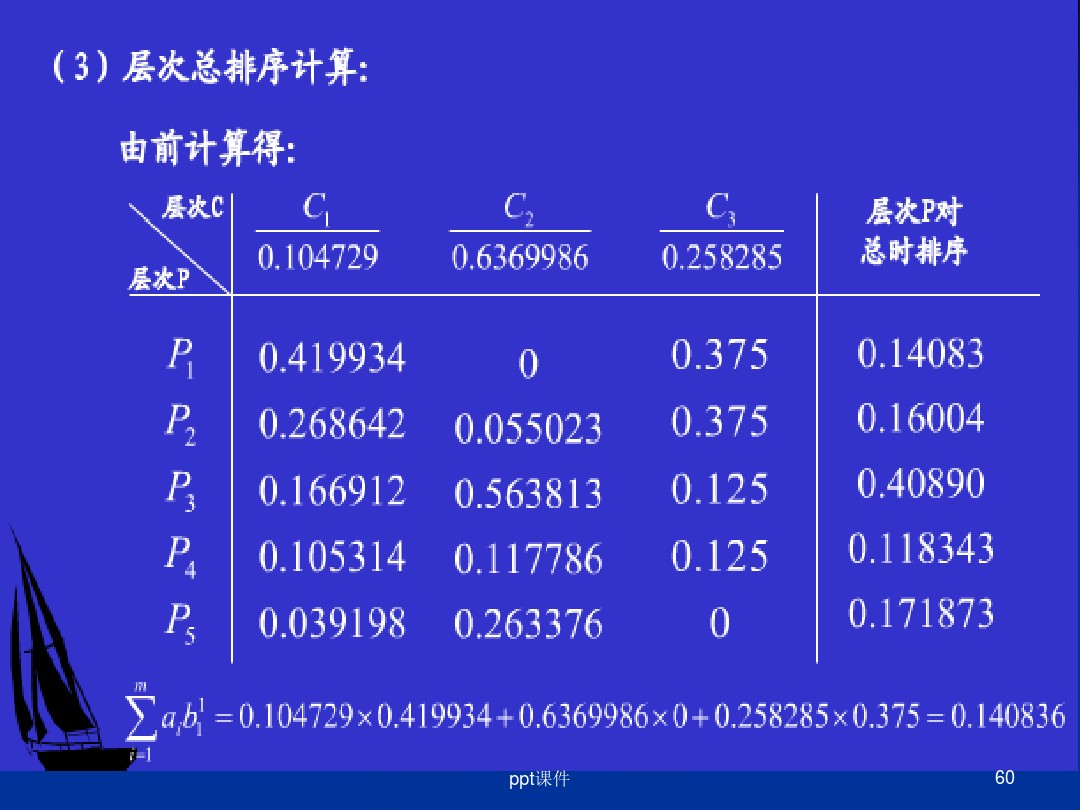 （3）层次总排序计算：
由前计算得：
层次C C₁ C₂ C₃ 层次P对
0.104729 0.6369986 0.258285 总时排序
层次P
P₁ 0.419934 0 0.375 0.14083
P₂ 0.268642 0.055023 0.375 0.16004
P₃ 0.166912 0.563813 0.125 0.40890
P₄ 0.105314 0.117786 0.125 0.118343
P₅ 0.039198 0.263376 0 0.171873
m
∑ aᵢb₁¹ = 0.104729×0.419934+0.6369986×0+0.258285×0.375 = 0.140836
i=1
ppt课件 60